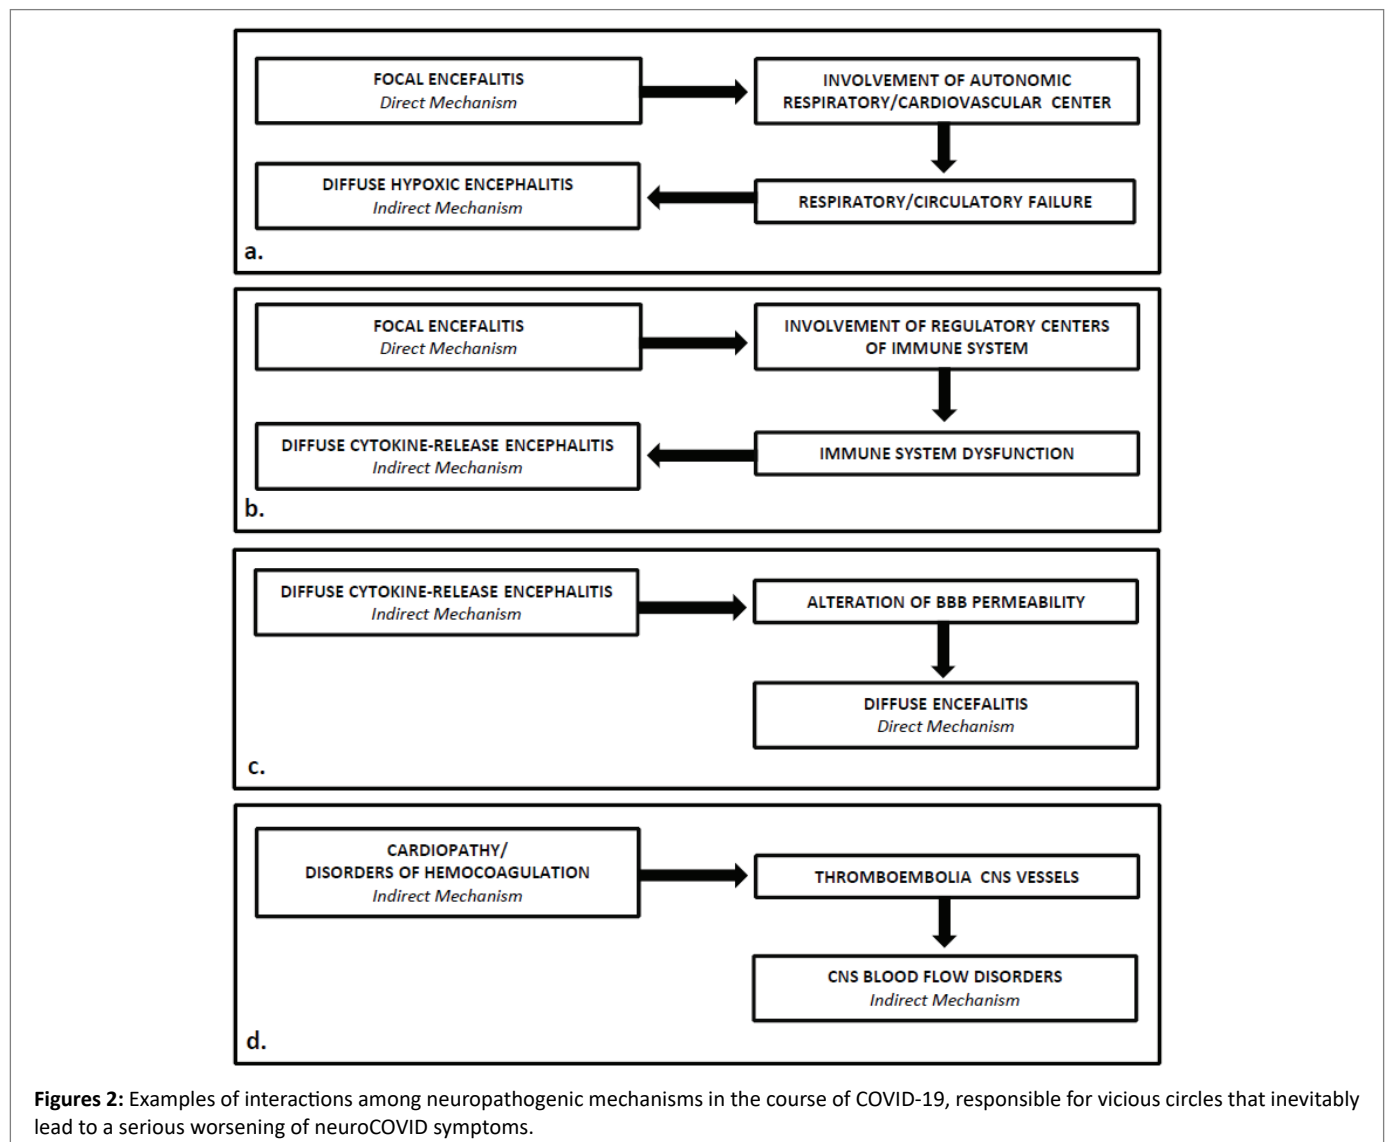 FOCAL ENCEFALITIS
Direct Mechanism
INVOLVEMENT OF AUTONOMIC
RESPIRATORY/CARDIOVASCULAR CENTER
DIFFUSE HYPOXIC ENCEPHALITIS
Indirect Mechanism
RESPIRATORY/CIRCULATORY FAILURE
a.
FOCAL ENCEFALITIS
Direct Mechanism
INVOLVEMENT OF REGULATORY CENTERS
OF IMMUNE SYSTEM
DIFFUSE CYTOKINE-RELEASE ENCEPHALITIS
Indirect Mechanism
IMMUNE SYSTEM DYSFUNCTION
b.
DIFFUSE CYTOKINE-RELEASE ENCEPHALITIS
Indirect Mechanism
ALTERATION OF BBB PERMEABILITY
DIFFUSE ENCEFALITIS
Direct Mechanism
c.
CARDIOPATHY/
DISORDERS OF HEMOCOAGULATION
Indirect Mechanism
THROMBOEMBOLIA CNS VESSELS
CNS BLOOD FLOW DISORDERS
Indirect Mechanism
d.
Figures 2: Examples of interactions among neuropathogenic mechanisms in the course of COVID-19, responsible for vicious circles that inevitably
lead to a serious worsening of neuroCOVID symptoms.